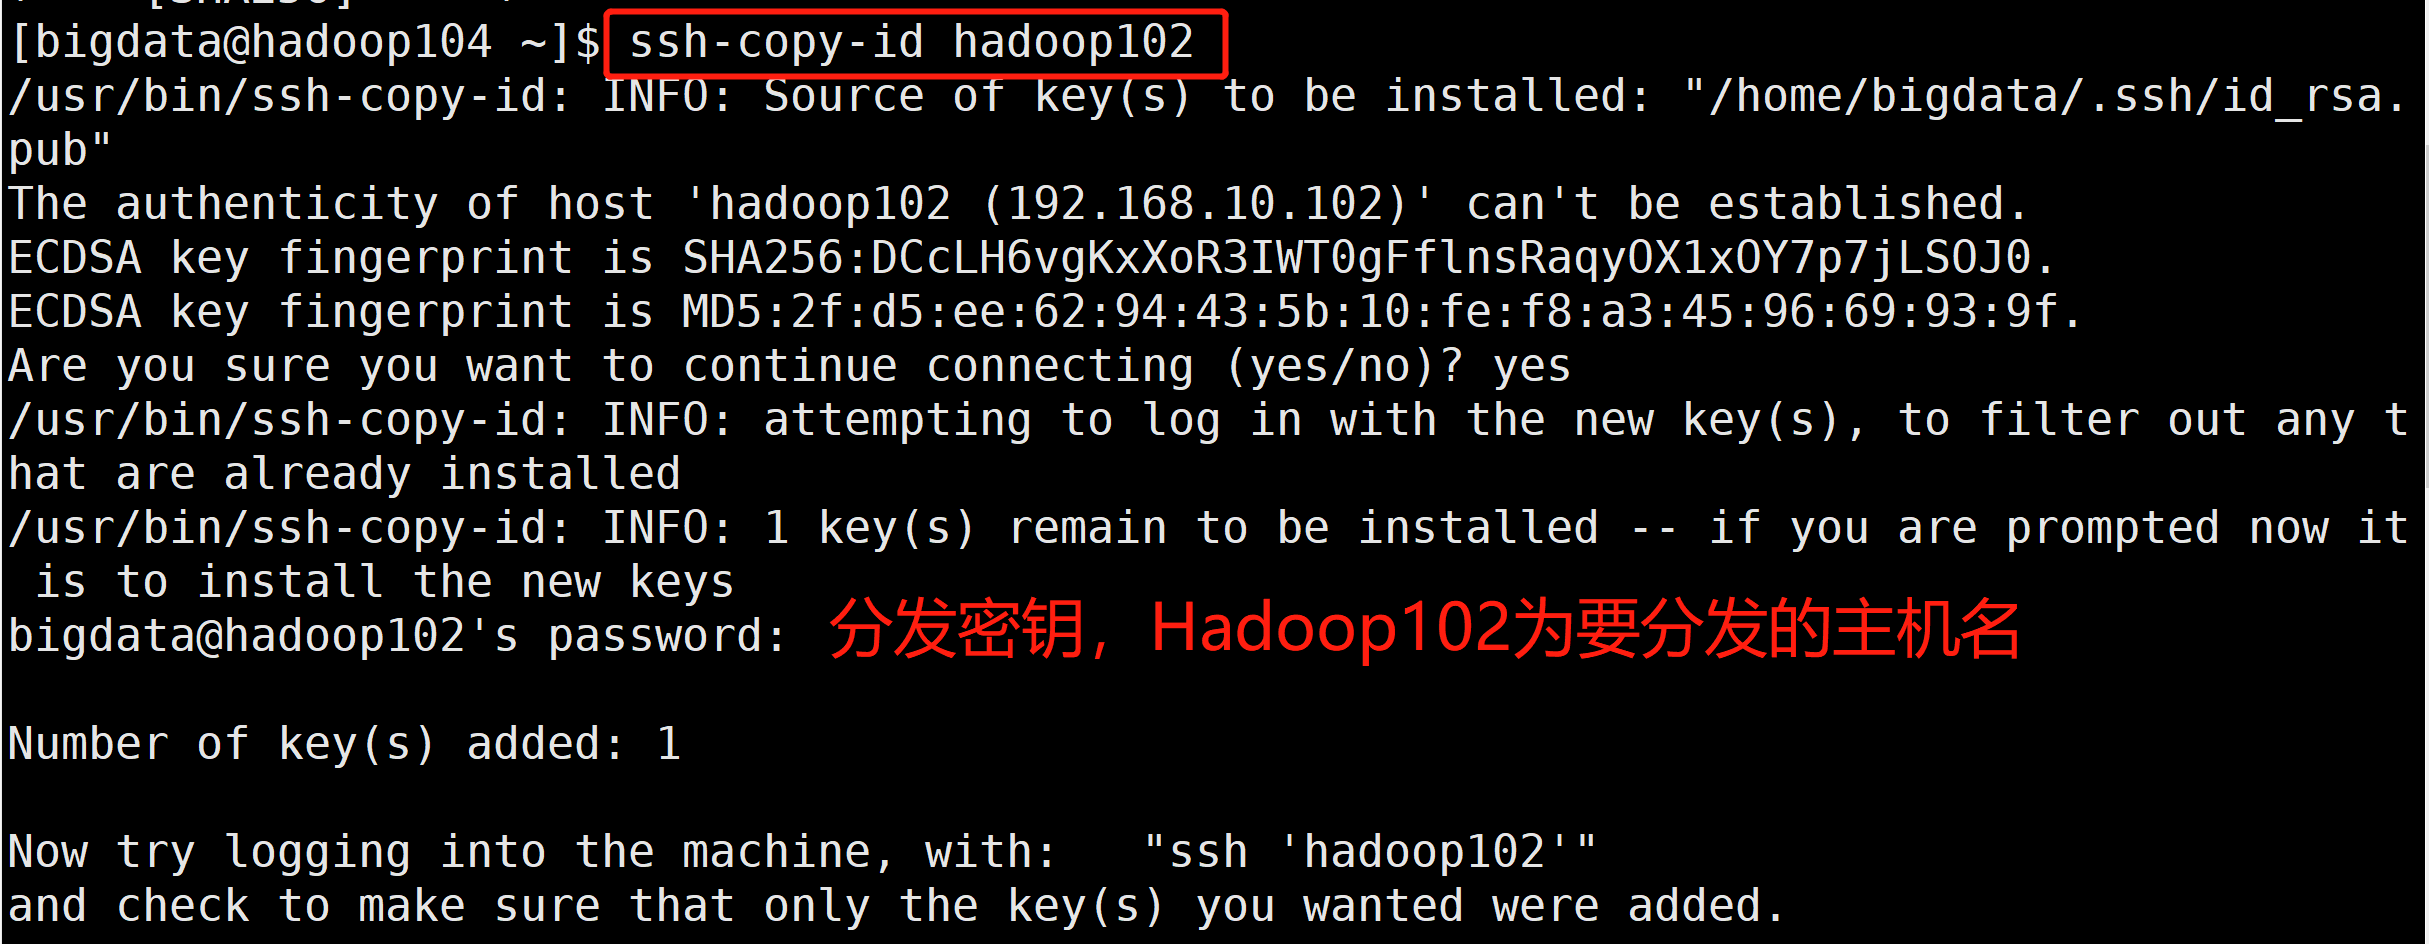 [bigdata@hadoop104 ~]$ ssh-copy-id hadoop102
/usr/bin/ssh-copy-id: INFO: Source of key(s) to be installed: "/home/bigdata/.ssh/id_rsa.
pub"
The authenticity of host 'hadoop102 (192.168.10.102)' can't be established.
ECDSA key fingerprint is SHA256:DCcLH6vgKxXoR3IWT0gFflnsRaqyOX1xOY7p7jLSOJ0.
ECDSA key fingerprint is MD5:2f:d5:ee:62:94:43:5b:10:fe:f8:a3:45:96:69:93:9f.
Are you sure you want to continue connecting (yes/no)? yes
/usr/bin/ssh-copy-id: INFO: attempting to log in with the new key(s), to filter out any t
hat are already installed
/usr/bin/ssh-copy-id: INFO: 1 key(s) remain to be installed -- if you are prompted now it
 is to install the new keys
bigdata@hadoop102's password: 分发密钥，Hadoop102为要分发的主机名
Number of key(s) added: 1
Now try logging into the machine, with:   "ssh 'hadoop102'"
and check to make sure that only the key(s) you wanted were added.